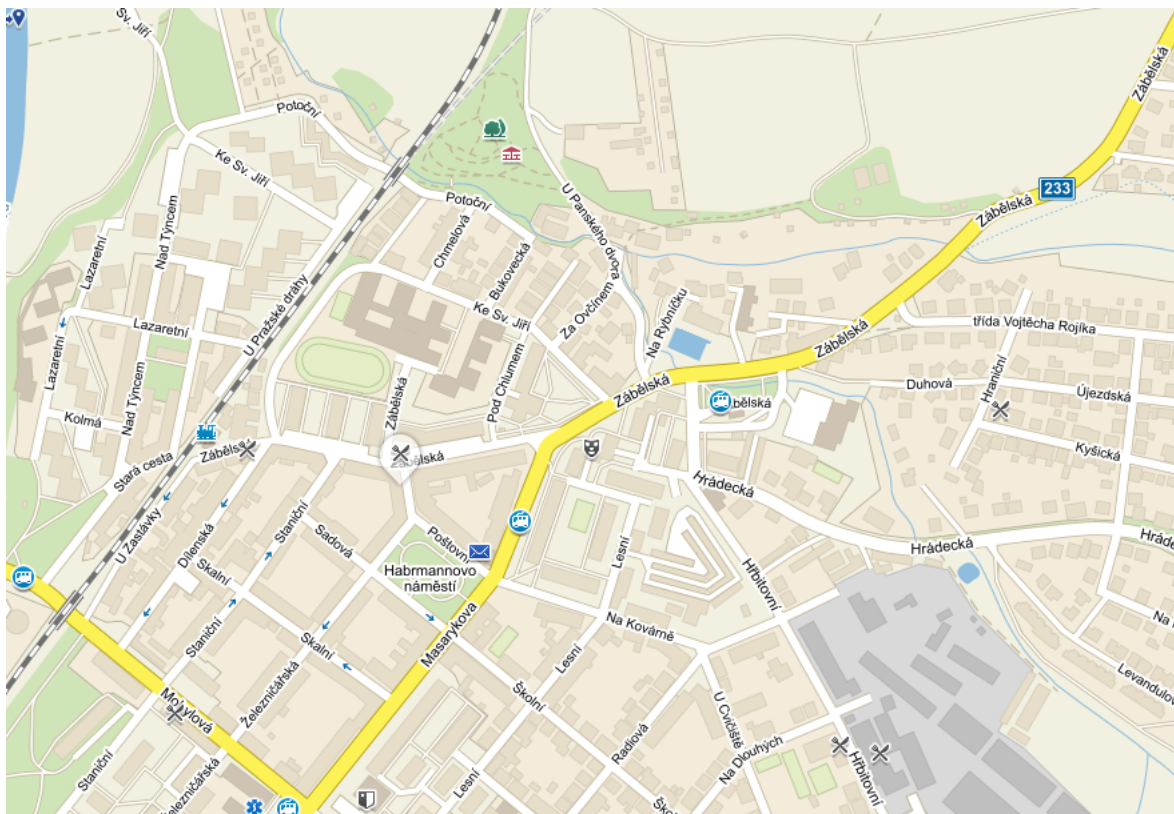 Sv. Jiří
Zábělská
Potoční
Ke Sv. Jiří
U Panského dvora
233
Zábělská
Potoční
Chmelová
Nad Týncem
Lazaretní
Bukovecká
U Pražské dráhy
Za Ovčínem
Ke Sv. Jiří
Na Rybníčku
třída Vojtěcha Rojíka
Lazaretní
Zábělská
Lazaretní
Nad Týncem
Pod Chlumem
Zábělská
Zábělská
Duhová
Hraniční
Újezdská
Kolmá
Kyšická
Zábělská
Stará cesta
Hrádecká
U Zastávky
Dílenská
Staniční
Sadová
Poštovní
Lesní
Hrádecká
Habrmannovo
náměstí
Skalní
Hřbitovní
Na Kovárně
Masarykova
Staniční
Skalní
Lesní
Levandulo
Železničářská
Školní
U Cvičiště
Radiová
Na Dlouhých
Hřbitovní
Staniční
Lesní